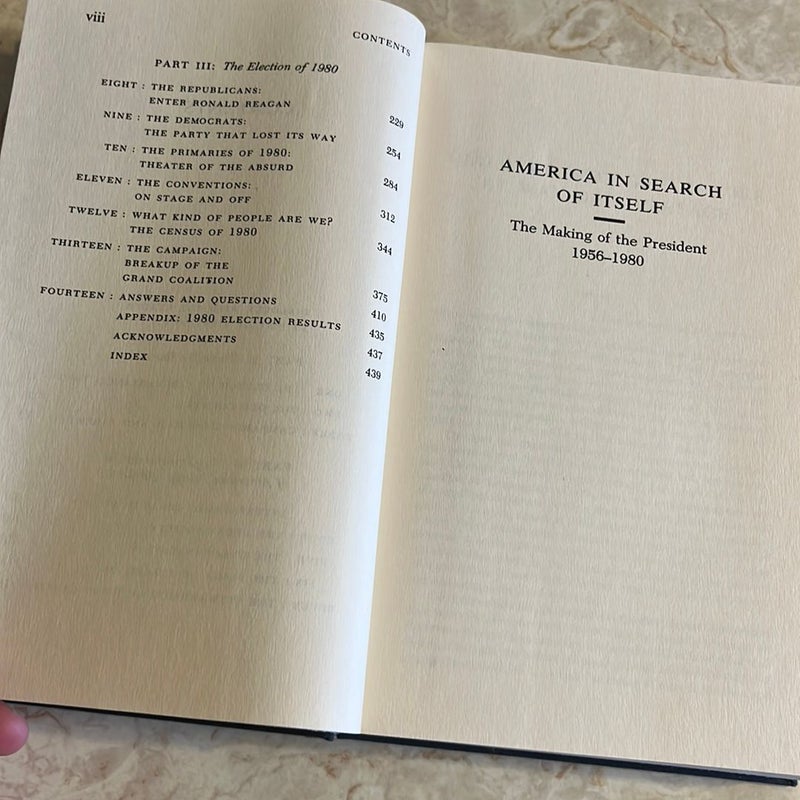 viii
CONTENTS
PART III: The Election of 1980
EIGHT : THE REPUBLICANS:
ENTER RONALD REAGAN 229
NINE : THE DEMOCRATS:
THE PARTY THAT LOST ITS WAY 254
TEN : THE PRIMARIES OF 1980:
THEATER OF THE ABSURD 284
ELEVEN : THE CONVENTIONS:
ON STAGE AND OFF 312
TWELVE : WHAT KIND OF PEOPLE ARE WE?
THE CENSUS OF 1980 344
THIRTEEN : THE CAMPAIGN:
BREAKUP OF THE
GRAND COALITION 375
FOURTEEN : ANSWERS AND QUESTIONS 410
APPENDIX: 1980 ELECTION RESULTS 435
ACKNOWLEDGMENTS 437
INDEX 439
AMERICA IN SEARCH
OF ITSELF
The Making of the President
1956–1980